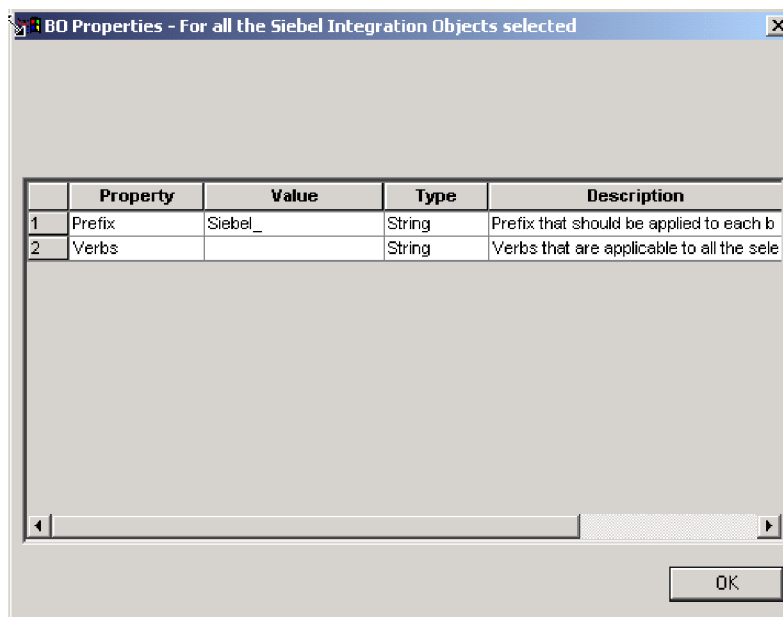 BO Properties - For all the Siebel Integration Objects selected
Property Value Type Description
1 Prefix Siebel_ String Prefix that should be applied to each b
2 Verbs String Verbs that are applicable to all the sele
OK